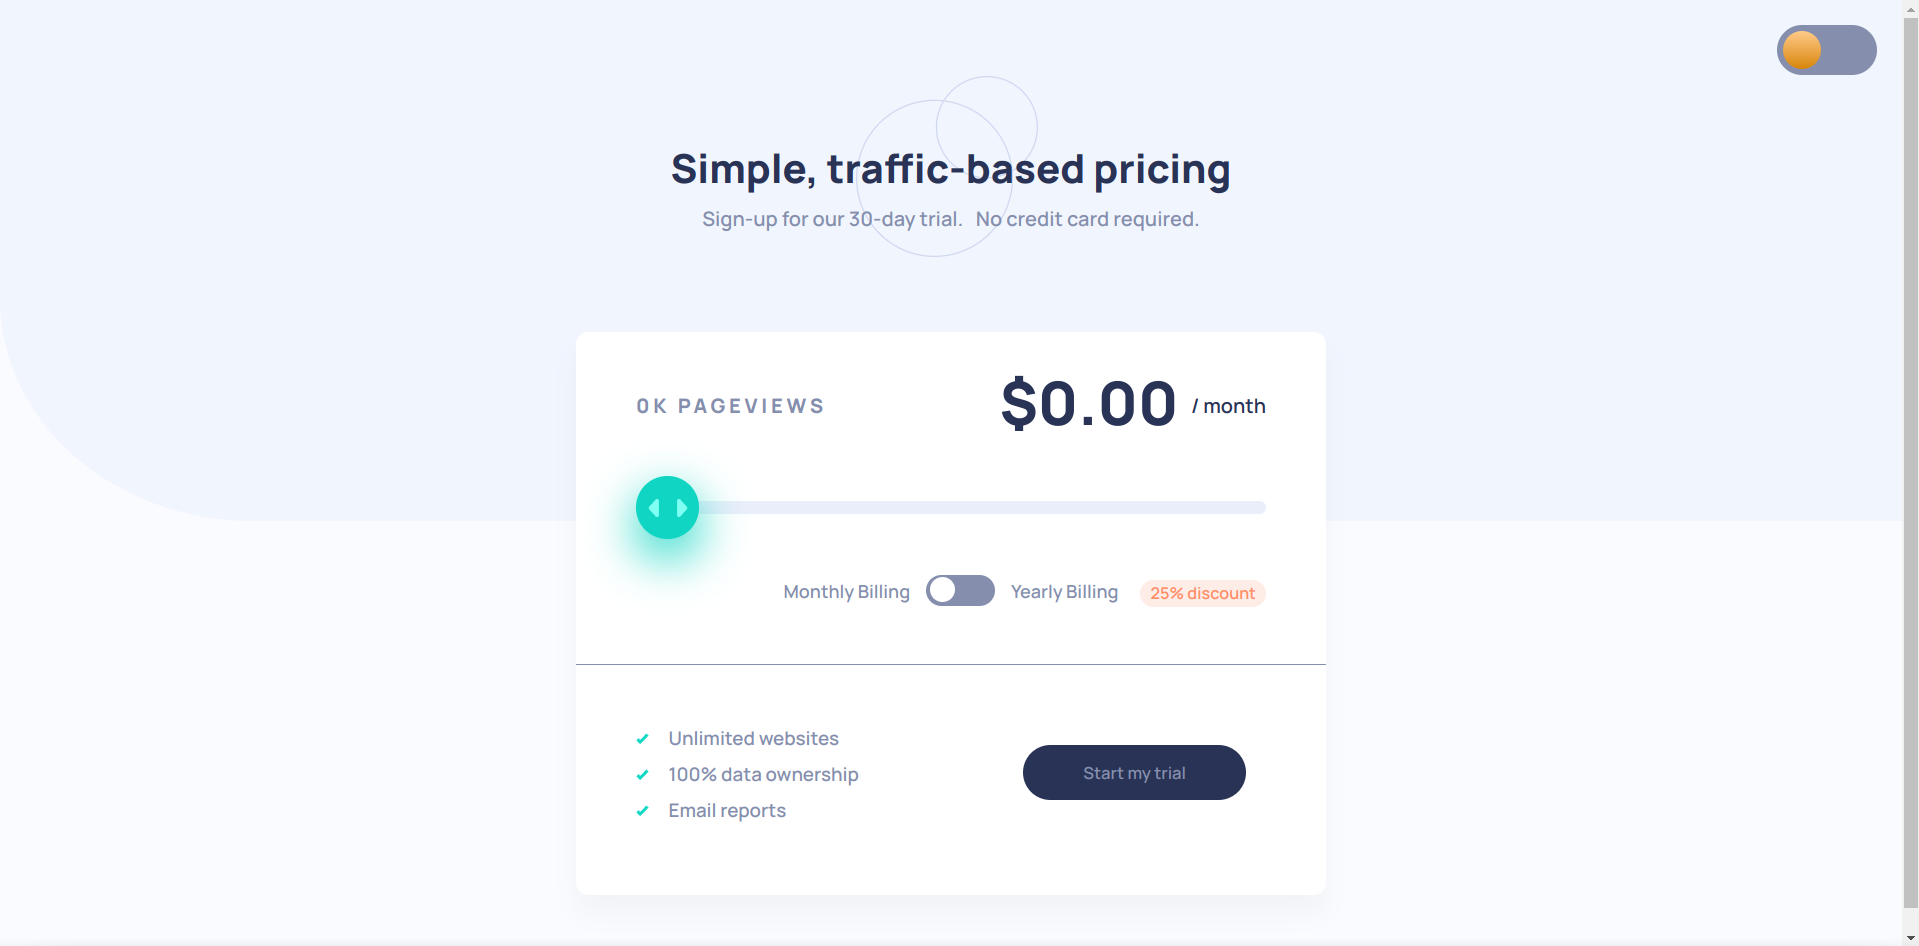 Simple, traffic-based pricing
Sign-up for our 30-day trial. No credit card required.
0K PAGEVIEWS
$0.00 / month
Monthly Billing
Yearly Billing
25% discount
Unlimited websites
100% data ownership
Email reports
Start my trial